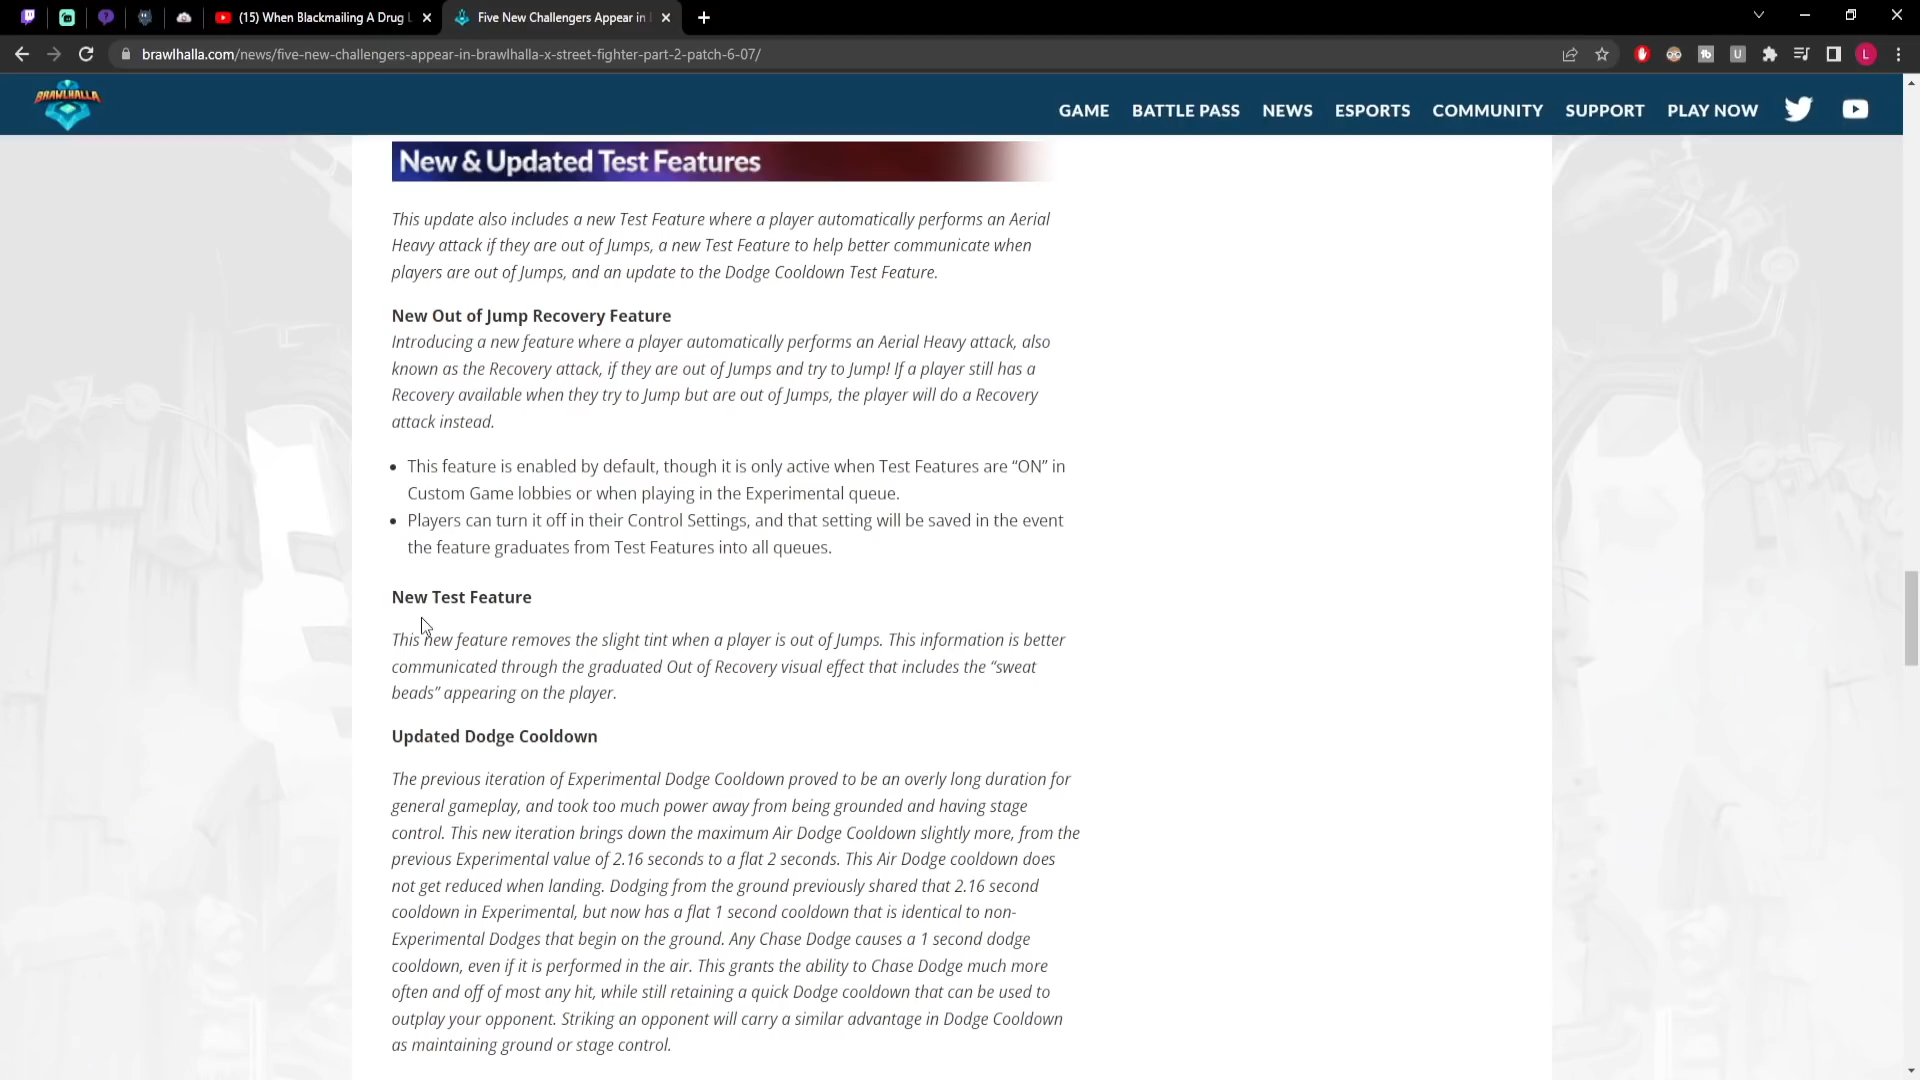 (15) When Blackmailing A Drug L
Five New Challengers Appear in
brawlhalla.com/news/five-new-challengers-appear-in-brawlhalla-x-street-fighter-part-2-patch-6-07/
L
BRAWLHALLA
GAME BATTLE PASS NEWS ESPORTS COMMUNITY SUPPORT PLAY NOW
New & Updated Test Features
This update also includes a new Test Feature where a player automatically performs an Aerial
Heavy attack if they are out of Jumps, a new Test Feature to help better communicate when
players are out of Jumps, and an update to the Dodge Cooldown Test Feature.
New Out of Jump Recovery Feature
Introducing a new feature where a player automatically performs an Aerial Heavy attack, also
known as the Recovery attack, if they are out of Jumps and try to Jump! If a player still has a
Recovery available when they try to Jump but are out of Jumps, the player will do a Recovery
attack instead.
• This feature is enabled by default, though it is only active when Test Features are “ON” in
Custom Game lobbies or when playing in the Experimental queue.
• Players can turn it off in their Control Settings, and that setting will be saved in the event
the feature graduates from Test Features into all queues.
New Test Feature
This new feature removes the slight tint when a player is out of Jumps. This information is better
communicated through the graduated Out of Recovery visual effect that includes the “sweat
beads” appearing on the player.
Updated Dodge Cooldown
The previous iteration of Experimental Dodge Cooldown proved to be an overly long duration for
general gameplay, and took too much power away from being grounded and having stage
control. This new iteration brings down the maximum Air Dodge Cooldown slightly more, from the
previous Experimental value of 2.16 seconds to a flat 2 seconds. This Air Dodge cooldown does
not get reduced when landing. Dodging from the ground previously shared that 2.16 second
cooldown in Experimental, but now has a flat 1 second cooldown that is identical to non-
Experimental Dodges that begin on the ground. Any Chase Dodge causes a 1 second dodge
cooldown, even if it is performed in the air. This grants the ability to Chase Dodge much more
often and off of most any hit, while still retaining a quick Dodge cooldown that can be used to
outplay your opponent. Striking an opponent will carry a similar advantage in Dodge Cooldown
as maintaining ground or stage control.